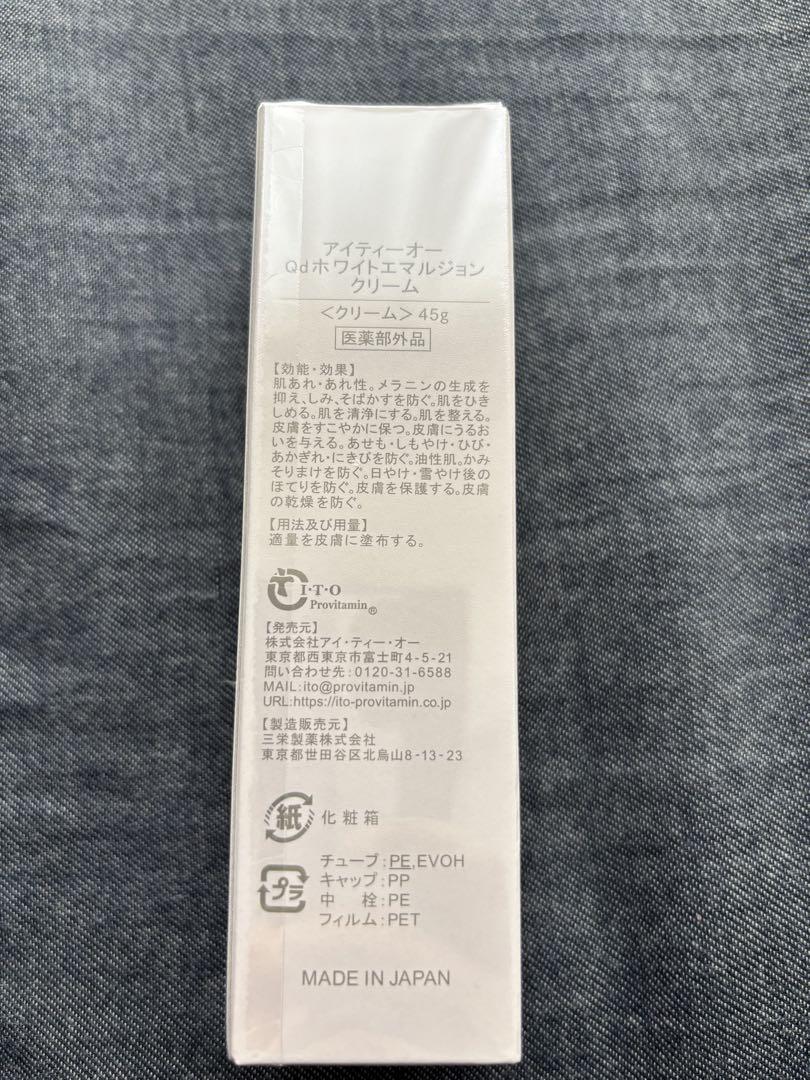 アイティーオー
Qdホワイトエマルジョン
クリーム
＜クリーム＞45g
医薬部外品
【効能・効果】
肌あれ・あれ性。メラニンの生成を
抑え、しみ、そばかすを防ぐ。肌をひき
しめる。肌を清浄にする。肌を整える。
皮膚をすこやかに保つ。皮膚にうるお
いを与える。あせも・しもやけ・ひび・
あかぎれ・にきびを防ぐ。油性肌。かみ
そりまけを防ぐ。日やけ・雪やけ後の
ほてりを防ぐ。皮膚を保護する。皮膚
の乾燥を防ぐ。
【用法及び用量】
適量を皮膚に塗布する。
I・T・O
Provitamin®
【発売元】
株式会社アイ・ティー・オー
東京都西東京市富士町4-5-21
問い合わせ先：0120-31-6588
MAIL：ito@provitamin.jp
URL：https://ito-provitamin.co.jp
【製造販売元】
三栄製薬株式会社
東京都世田谷区北烏山8-13-23
紙 化粧箱
プラ
チューブ：PE,EVOH
キャップ：PP
中　栓：PE
フィルム：PET
MADE IN JAPAN